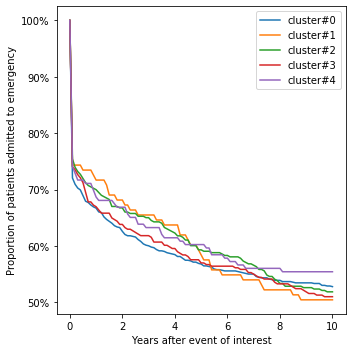 100%
90%
80%
70%
60%
50%
Proportion of patients admitted to emergency
cluster#0
cluster#1
cluster#2
cluster#3
cluster#4
0
2
4
6
8
10
Years after event of interest